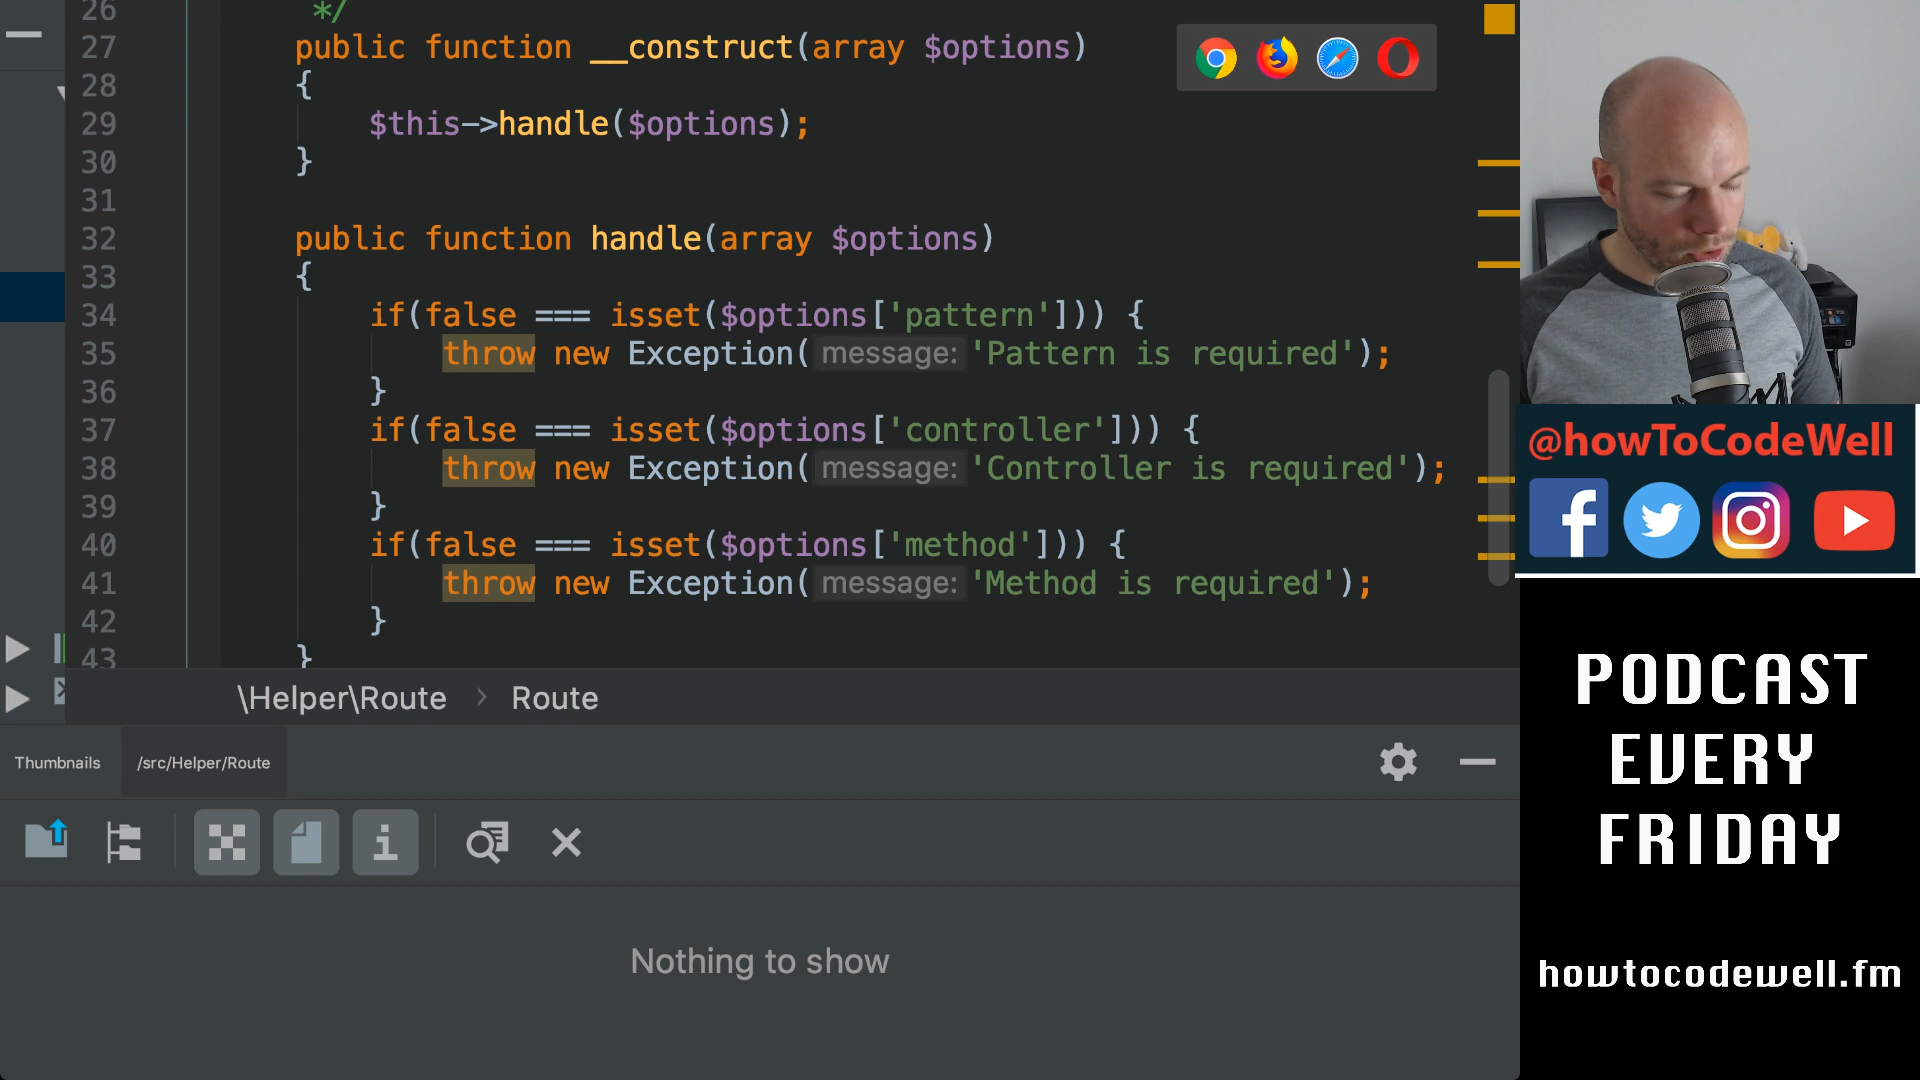 26 */
27 public function __construct(array $options)
28 {
29 $this->handle($options);
30 }
31
32 public function handle(array $options)
33 {
34 if(false === isset($options['pattern'])) {
35 throw new Exception( message: 'Pattern is required');
36 }
37 if(false === isset($options['controller'])) {
38 throw new Exception( message: 'Controller is required');
39 }
40 if(false === isset($options['method'])) {
41 throw new Exception( message: 'Method is required');
42 }
43 }
\Helper\Route › Route
Thumbnails /src/Helper/Route
Nothing to show
@howToCodeWell
PODCAST
EVERY
FRIDAY
howtocodewell.fm